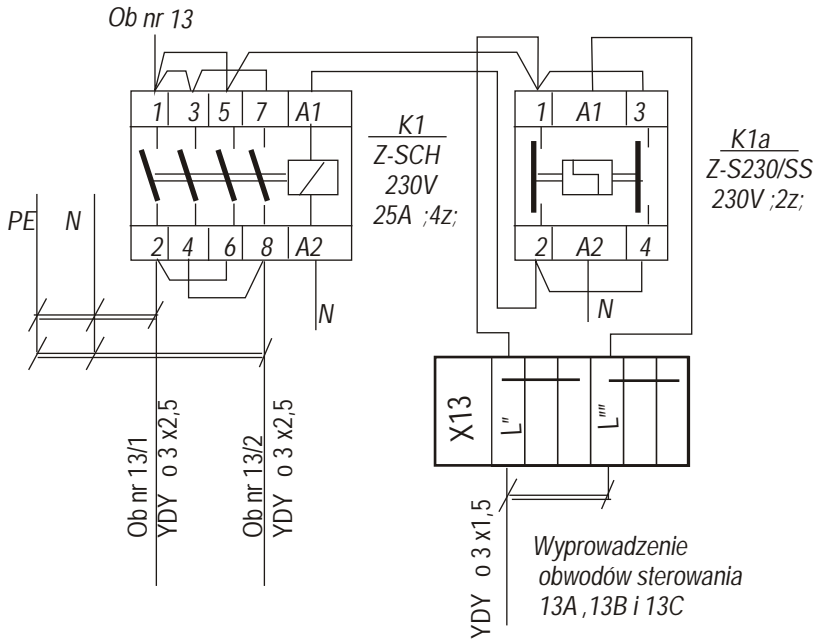 Ob nr 13
1 3 5 7 A1
2 4 6 8 A2
K1
Z-SCH
230V
25A ;4z;
1 A1 3
2 A2 4
K1a
Z-S230/SS
230V ;2z;
PE N
N
N
X13
L"
L""
Ob nr 13/1
YDY o 3 x2,5
Ob nr 13/2
YDY o 3 x2,5
YDY o 3 x1,5
Wyprowadzenie
obwodów sterowania
13A ,13B i 13C